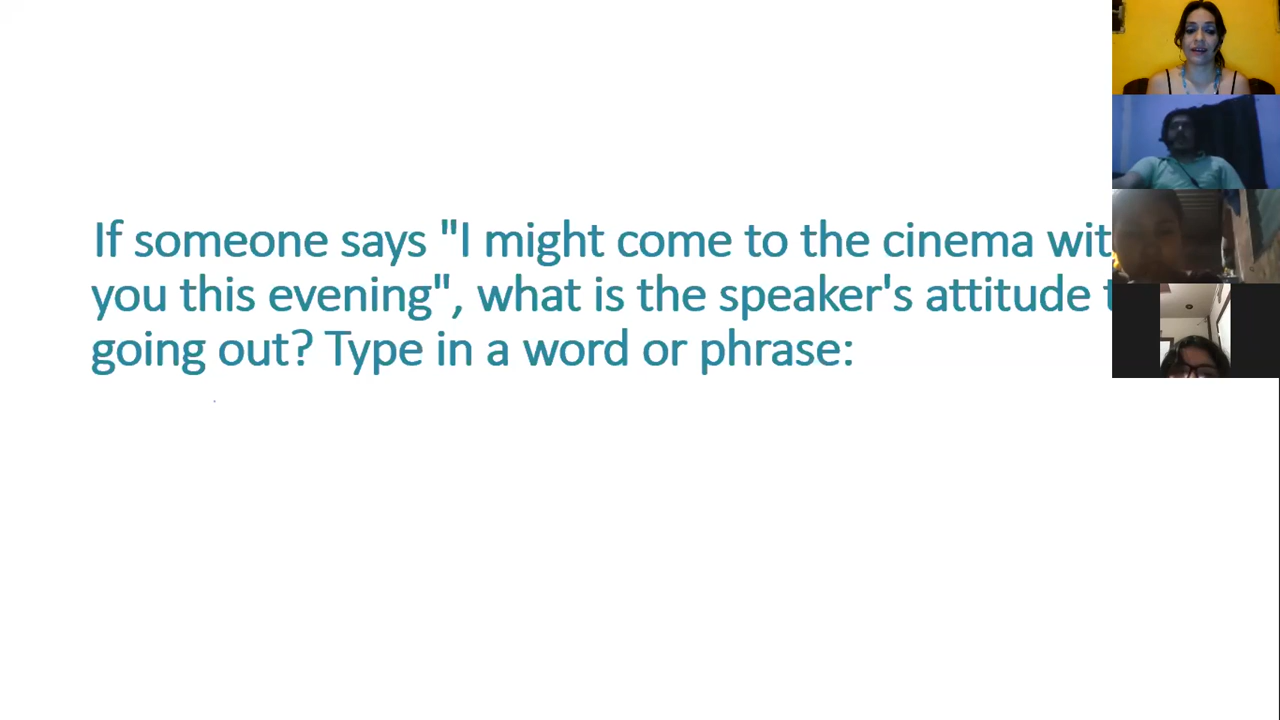 If someone says "I might come to the cinema wit
you this evening", what is the speaker's attitude
going out? Type in a word or phrase: